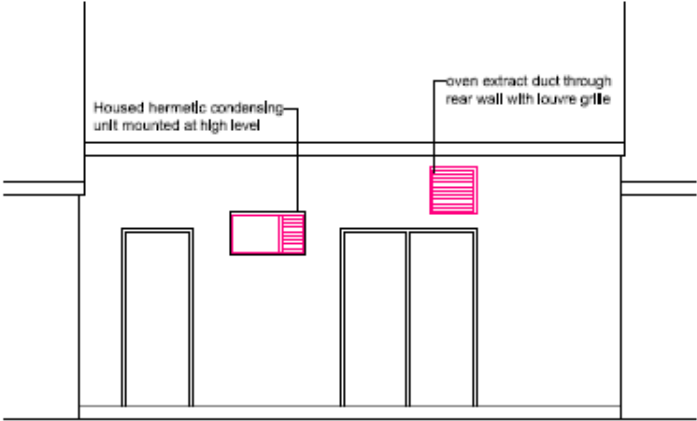 oven extract duct through
rear wall with louvre grille
Housed hermetic condensing
unit mounted at high level